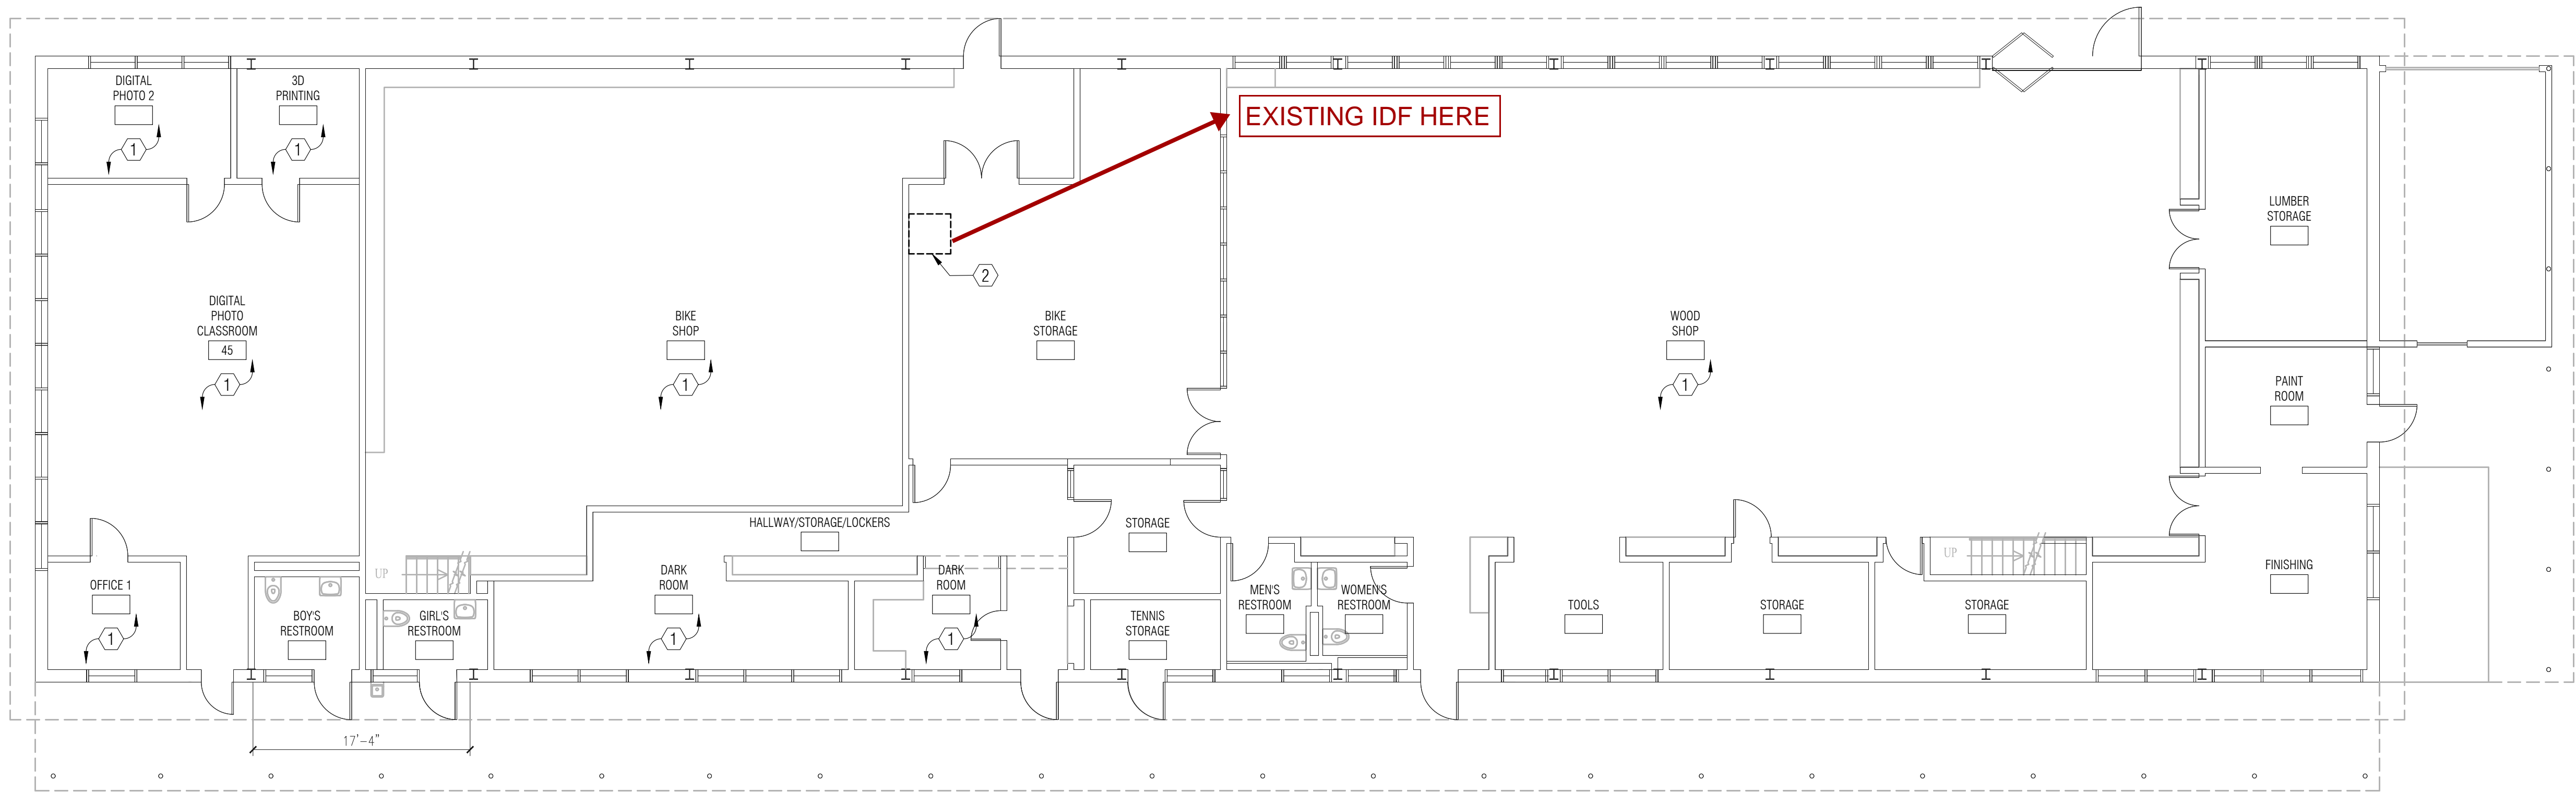 DIGITAL
PHOTO 2
1
3D
PRINTING
1
EXISTING IDF HERE
2
LUMBER
STORAGE
DIGITAL
PHOTO
CLASSROOM
45
1
BIKE
SHOP
1
BIKE
STORAGE
WOOD
SHOP
1
PAINT
ROOM
HALLWAY/STORAGE/LOCKERS
STORAGE
UP
UP
OFFICE 1
1
BOY'S
RESTROOM
GIRL'S
RESTROOM
DARK
ROOM
1
DARK
ROOM
1
TENNIS
STORAGE
MEN'S
RESTROOM
WOMEN'S
RESTROOM
TOOLS
STORAGE
STORAGE
FINISHING
17'-4"